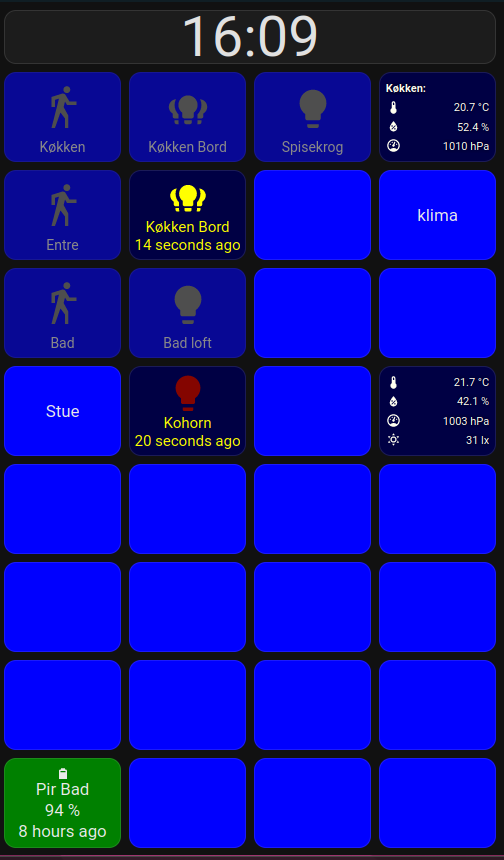 16:09
Køkken
Køkken Bord
Spisekrog
Køkken:
20.7 °C
52.4 %
1010 hPa
Entre
Køkken Bord
14 seconds ago
klima
Bad
Bad loft
Stue
Kohorn
20 seconds ago
21.7 °C
42.1 %
1003 hPa
31 lx
Pir Bad
94 %
8 hours ago